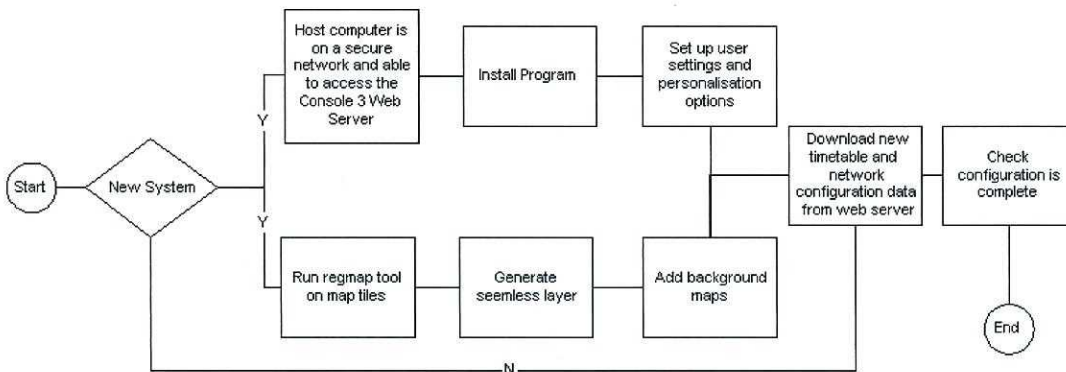 Host computer is
on a secure
network and able
to access the
Console 3 Web
Server
Install Program
Set up user
settings and
personalisation
options
Y
Start
New System
Download new
timetable and
network
configuration data
from web server
Check
configuration is
complete
Y
Run regmap tool
on map tiles
Generate
seemless layer
Add background
maps
End
N